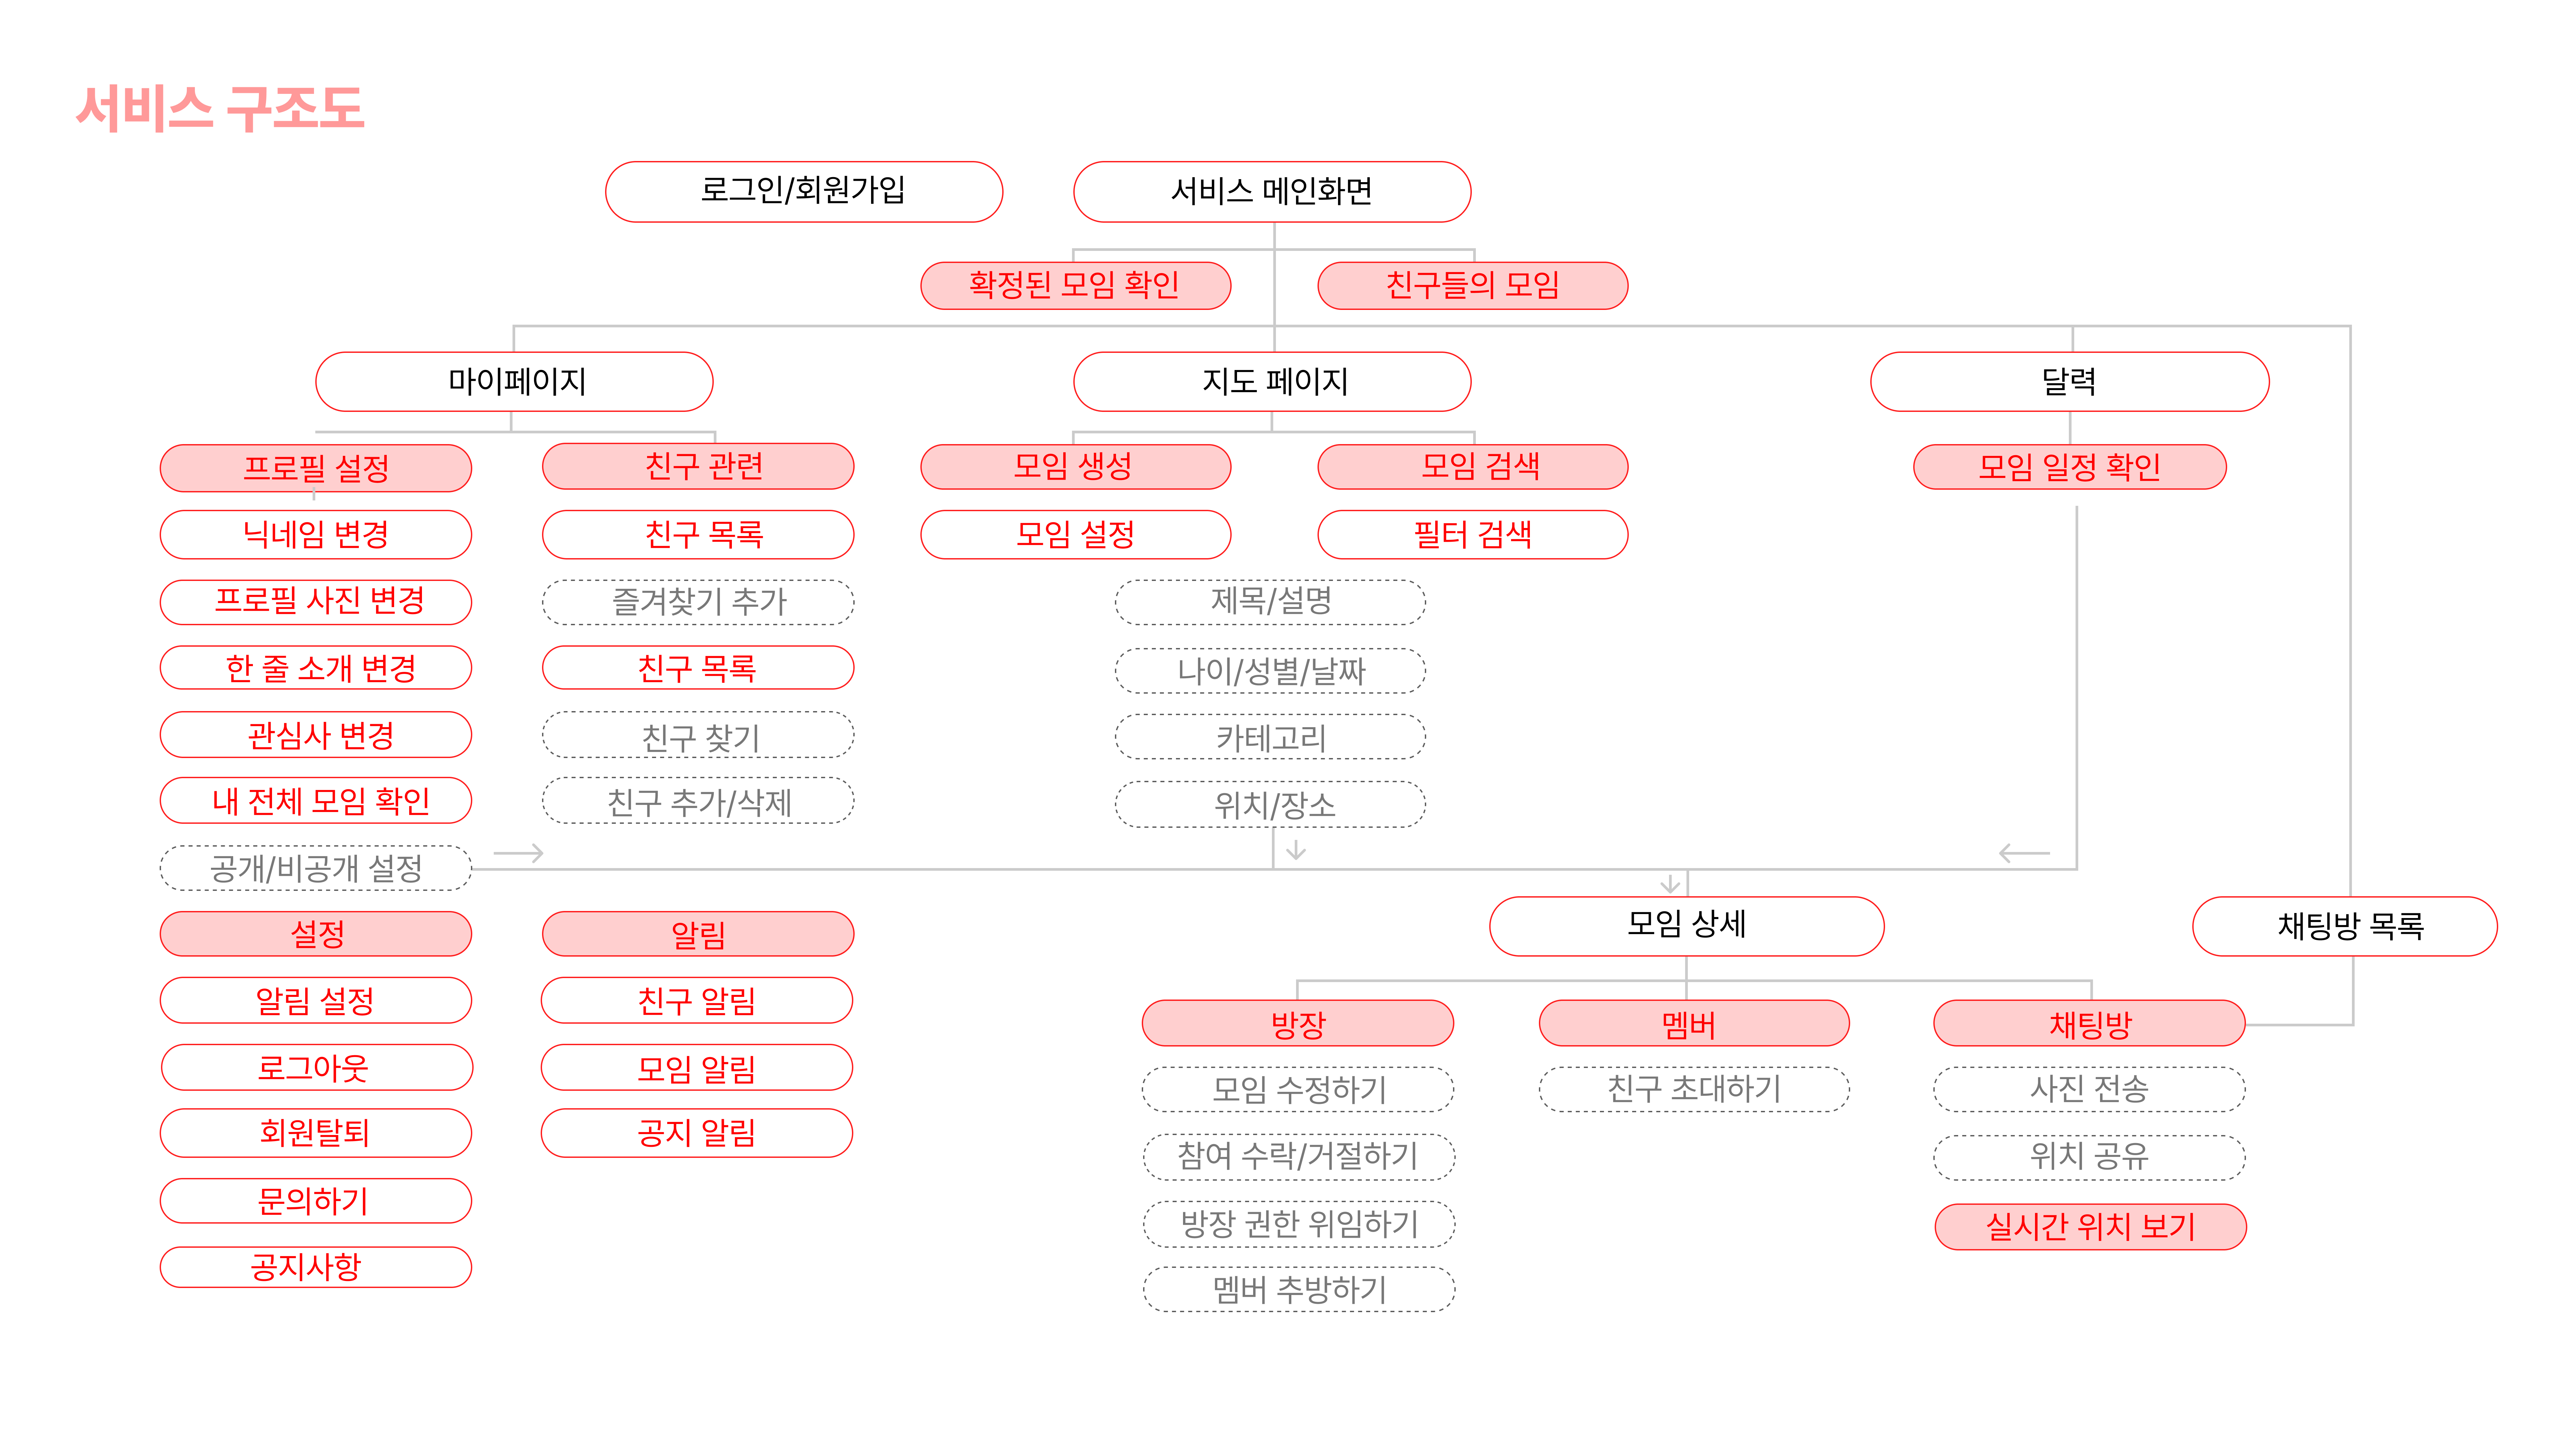 서비스 구조도
로그인/회원가입
서비스 메인화면
확정된 모임 확인
친구들의 모임
마이페이지
지도 페이지
달력
프로필 설정
친구 관련
모임 생성
모임 검색
모임 일정 확인
닉네임 변경
친구 목록
모임 설정
필터 검색
프로필 사진 변경
즐겨찾기 추가
제목/설명
한 줄 소개 변경
친구 목록
나이/성별/날짜
관심사 변경
친구 찾기
카테고리
내 전체 모임 확인
친구 추가/삭제
위치/장소
공개/비공개 설정
설정
알림
모임 상세
채팅방 목록
알림 설정
친구 알림
방장
멤버
채팅방
로그아웃
모임 알림
모임 수정하기
친구 초대하기
사진 전송
회원탈퇴
공지 알림
참여 수락/거절하기
위치 공유
문의하기
방장 권한 위임하기
실시간 위치 보기
공지사항
멤버 추방하기